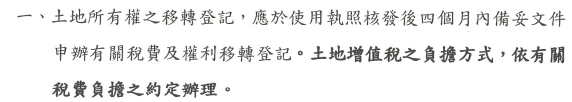 一、土地所有權之移轉登記，應於使用執照核發後四個月內備妥文件
申辦有關稅費及權利移轉登記。土地增值稅之負擔方式，依有關
稅費負擔之約定辦理。